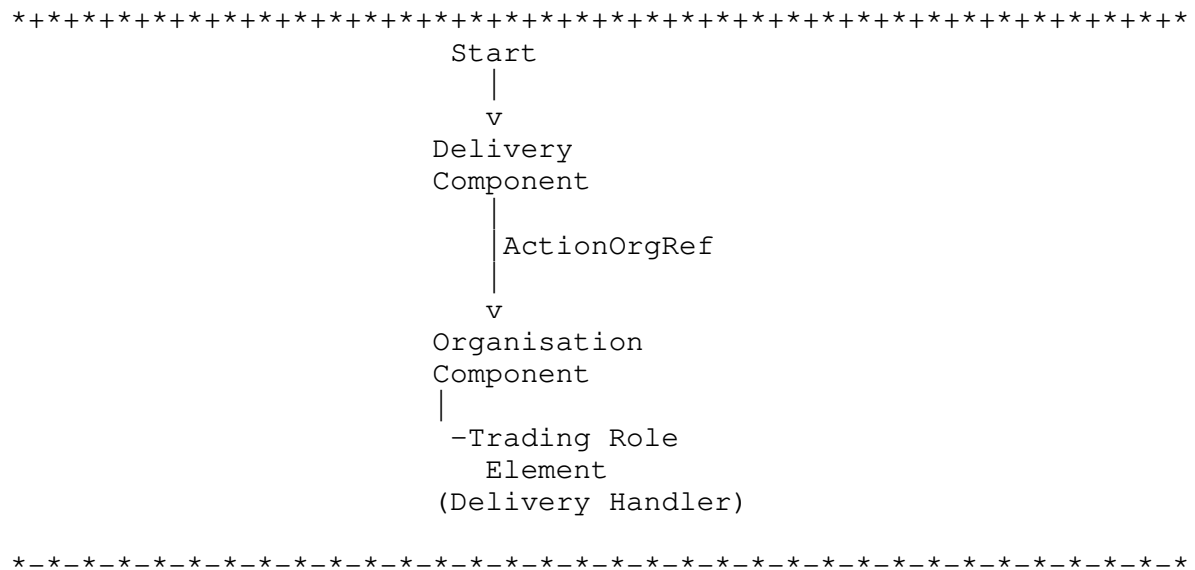 *+*+*+*+*+*+*+*+*+*+*+*+*+*+*+*+*+*+*+*+*+*+*+*+*+*+*+*+*+*+*+*+*+*
Start
|
v
Delivery
Component
|
|ActionOrgRef
|
v
Organisation
Component
|
-Trading Role
Element
(Delivery Handler)
*-*-*-*-*-*-*-*-*-*-*-*-*-*-*-*-*-*-*-*-*-*-*-*-*-*-*-*-*-*-*-*-*-*